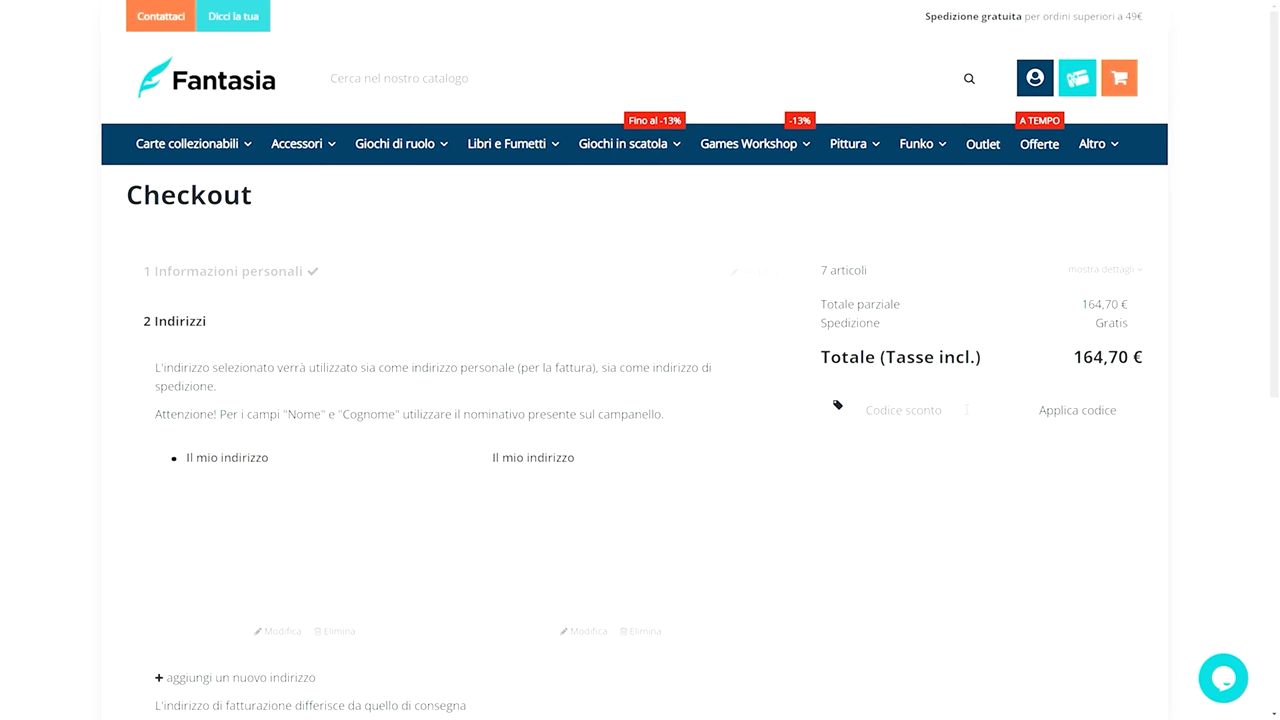 Contattaci
Dicci la tua
Spedizione gratuita per ordini superiori a 49€
Fantasia
Cerca nel nostro catalogo
Fino al -13%
-13%
A TEMPO
Carte collezionabili
Accessori
Giochi di ruolo
Libri e Fumetti
Giochi in scatola
Games Workshop
Pittura
Funko
Outlet
Offerte
Altro
Checkout
1 Informazioni personali
7 articoli
mostra dettagli
2 Indirizzi
Totale parziale 164,70 €
Spedizione Gratis
Totale (Tasse incl.) 164,70 €
L'indirizzo selezionato verrà utilizzato sia come indirizzo personale (per la fattura), sia come indirizzo di
spedizione.
Attenzione! Per i campi "Nome" e "Cognome" utilizzare il nominativo presente sul campanello.
Codice sconto
Applica codice
Il mio indirizzo
Il mio indirizzo
Modifica Elimina
Modifica Elimina
+ aggiungi un nuovo indirizzo
L'indirizzo di fatturazione differisce da quello di consegna